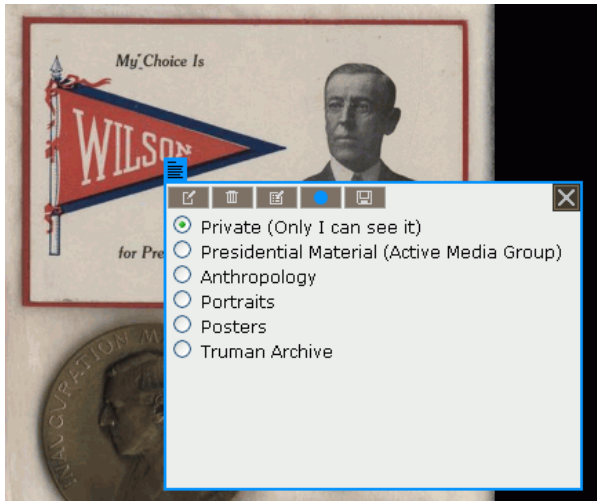 My Choice Is
WILSON
for Pre
Private (Only I can see it)
Presidential Material (Active Media Group)
Anthropology
Portraits
Posters
Truman Archive
INAUGURATION M